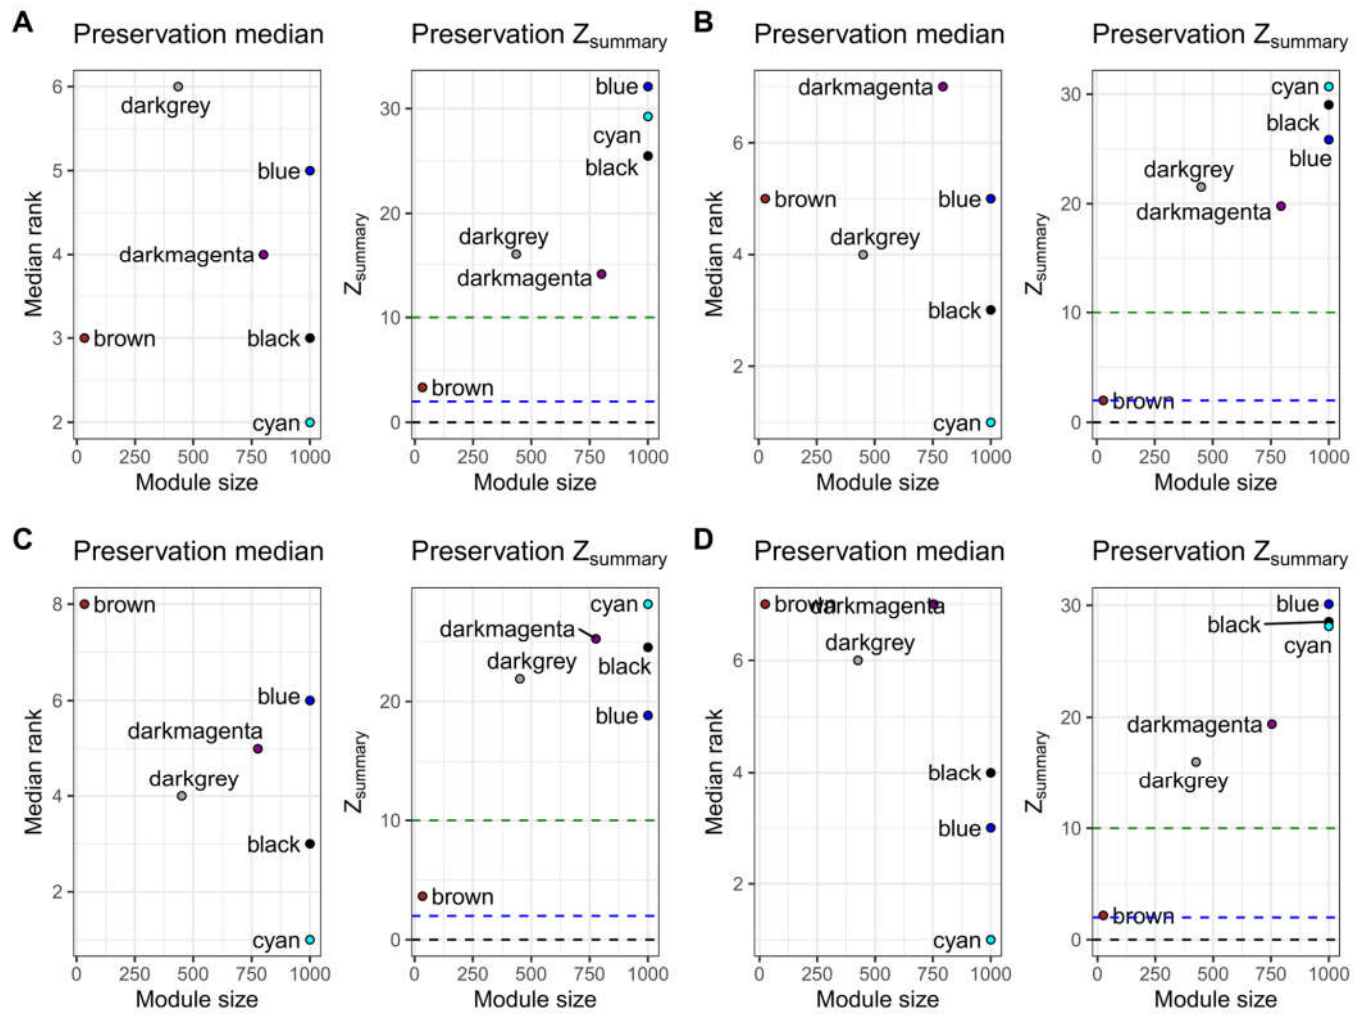 A
Preservation median
Median rank
6
5
4
3
2
darkgrey
blue
darkmagenta
brown
black
cyan
0 250 500 750 1000
Module size
Preservation Zsummary
Zsummary
30
20
10
0
blue
cyan
black
darkgrey
darkmagenta
brown
0 250 500 750 1000
Module size
B
Preservation median
Median rank
6
4
2
darkmagenta
brown
blue
darkgrey
black
cyan
0 250 500 750 1000
Module size
Preservation Zsummary
Zsummary
30
20
10
0
cyan
black
blue
darkgrey
darkmagenta
brown
0 250 500 750 1000
Module size
C
Preservation median
Median rank
8
6
4
2
brown
blue
darkmagenta
darkgrey
black
cyan
0 250 500 750 1000
Module size
Preservation Zsummary
Zsummary
20
10
0
cyan
darkmagenta
black
darkgrey
blue
brown
0 250 500 750 1000
Module size
D
Preservation median
Median rank
6
4
2
brown
darkmagenta
darkgrey
black
blue
cyan
0 250 500 750 1000
Module size
Preservation Zsummary
Zsummary
30
20
10
0
blue
black
cyan
darkmagenta
darkgrey
brown
0 250 500 750 1000
Module size